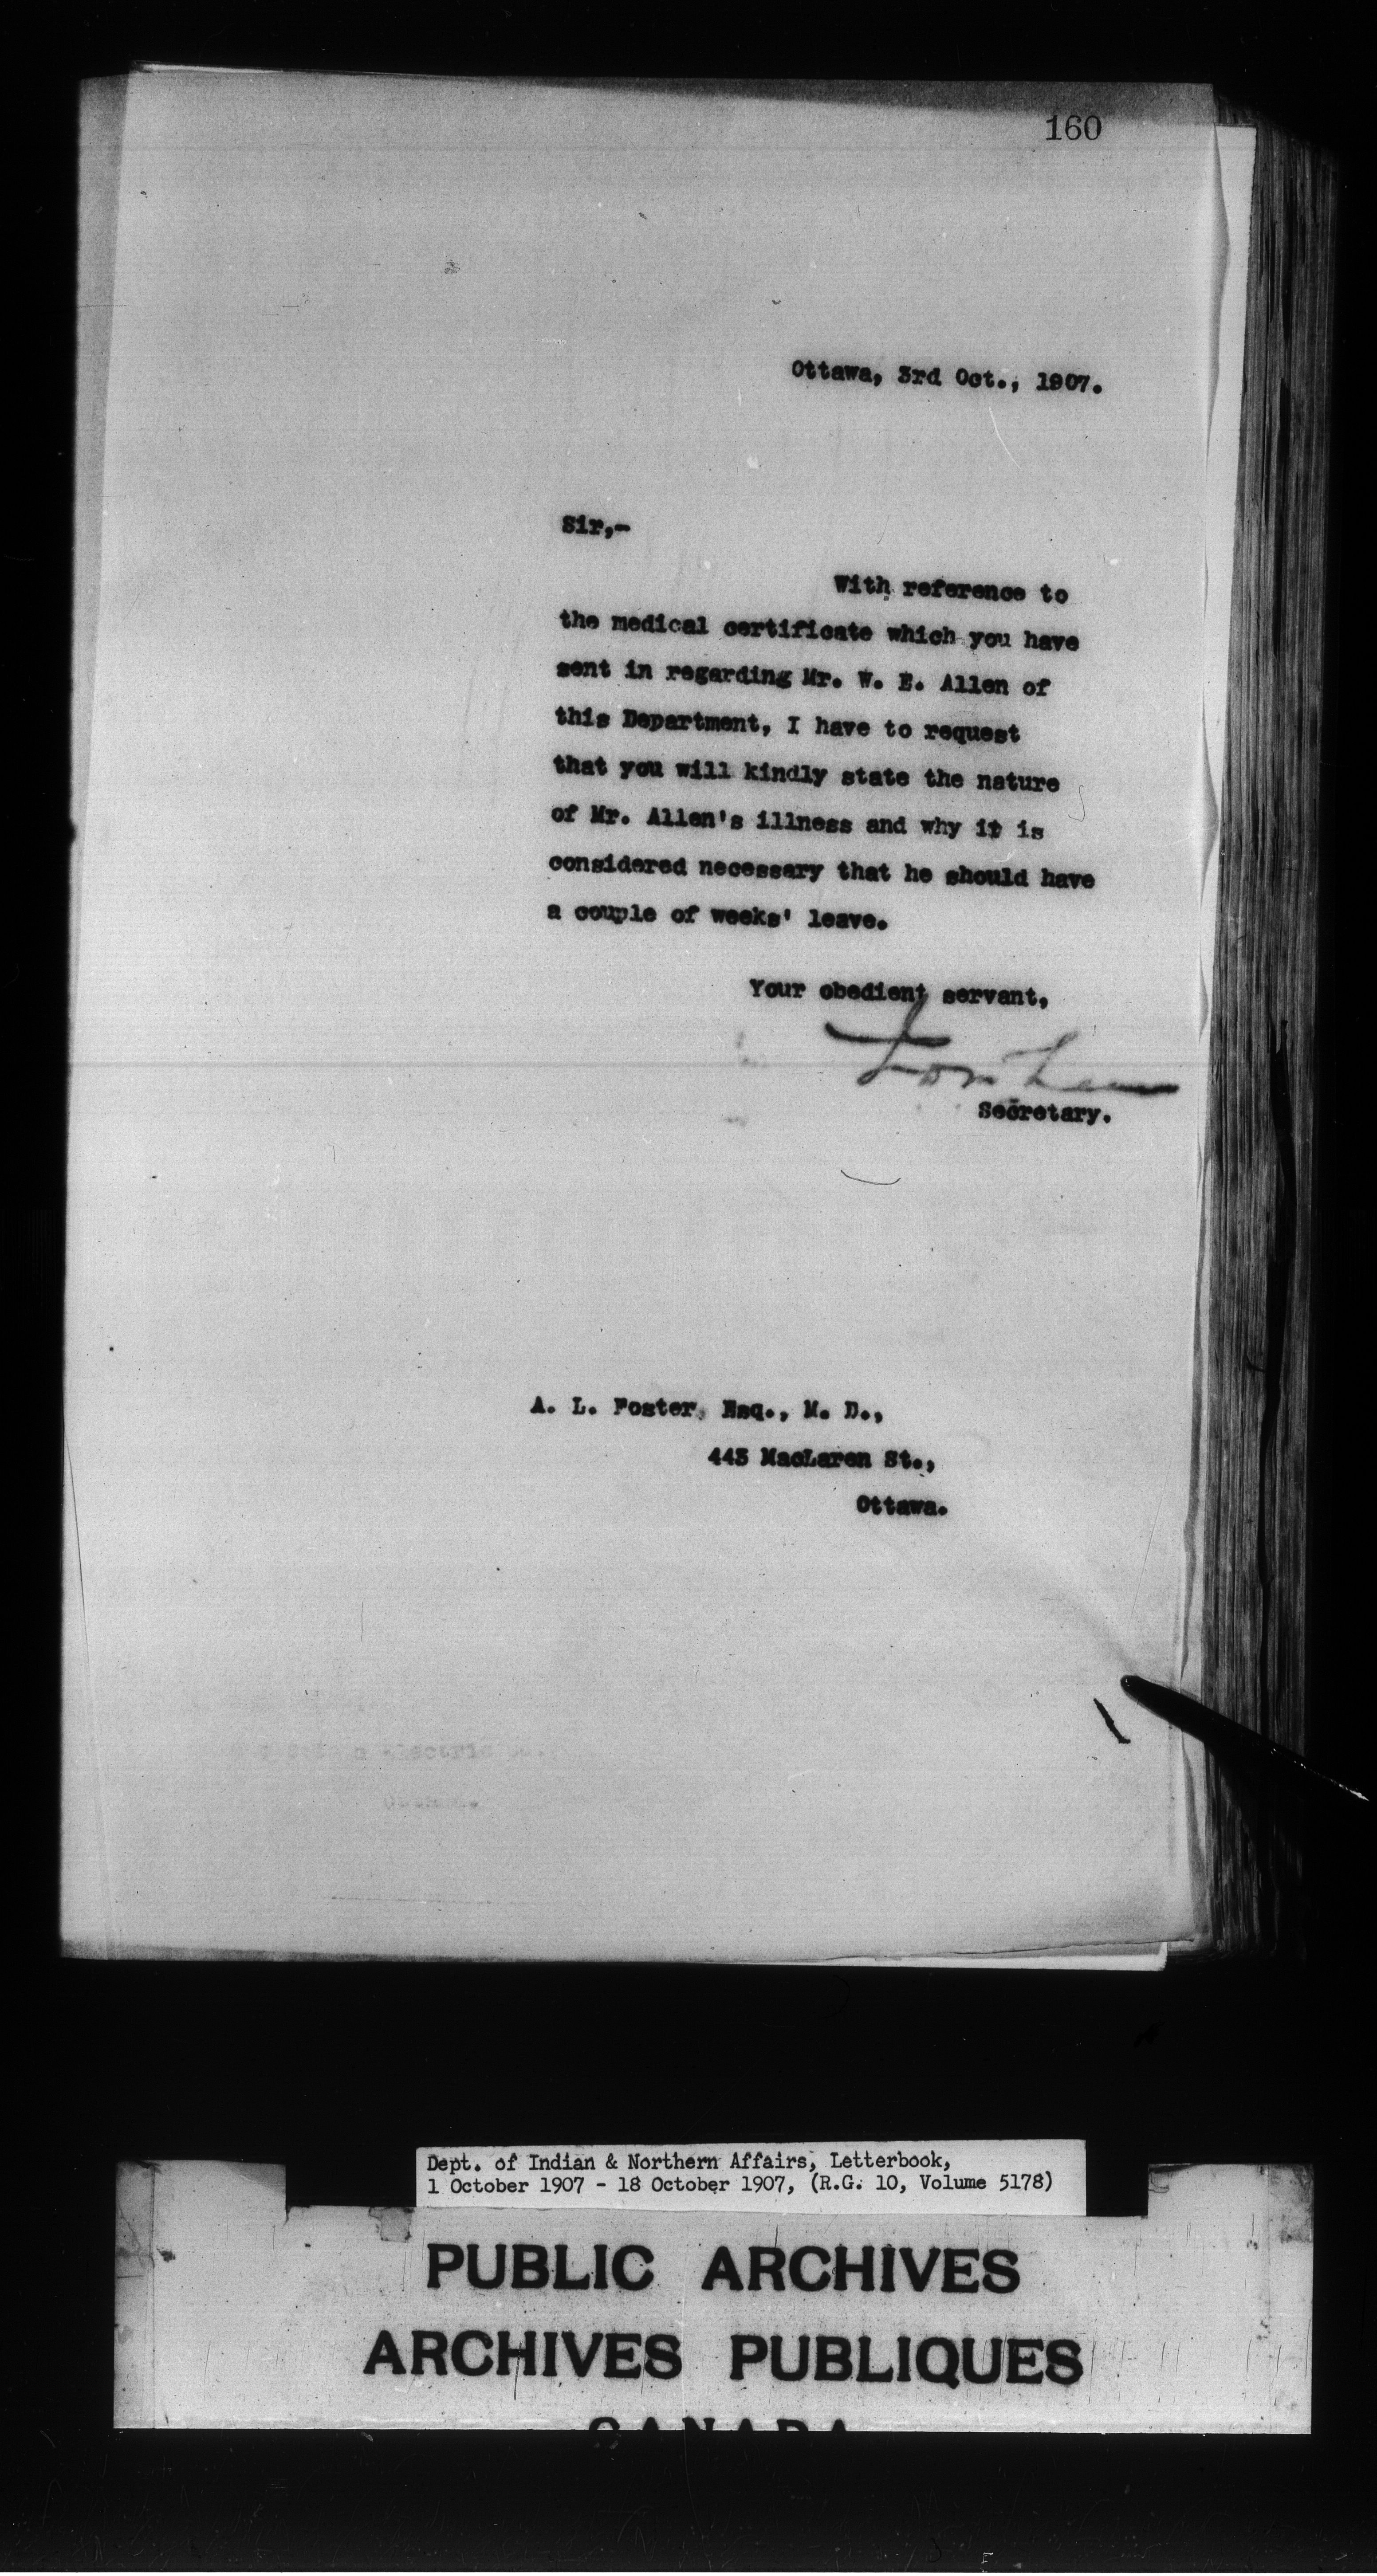 160
Ottawa, 3rd Oct., 1907.
Sir,-
With reference to
the medical certificate which you have
sent in regarding Mr. W. E. Allen of
this Department, I have to request
that you will kindly state the nature
of Mr. Allen's illness and why it is
considered necessary that he should have
a couple of weeks' leave.
Your obedient servant,
Secretary.
A. L. Foster, Esq., M. D.,
443 MacLaren St.,
Ottawa.
Electric
Dept. of Indian & Northern Affairs, Letterbook,
1 October 1907 - 18 October 1907, (R.G. 10, Volume 5178)
PUBLIC ARCHIVES
ARCHIVES PUBLIQUES
CANADA